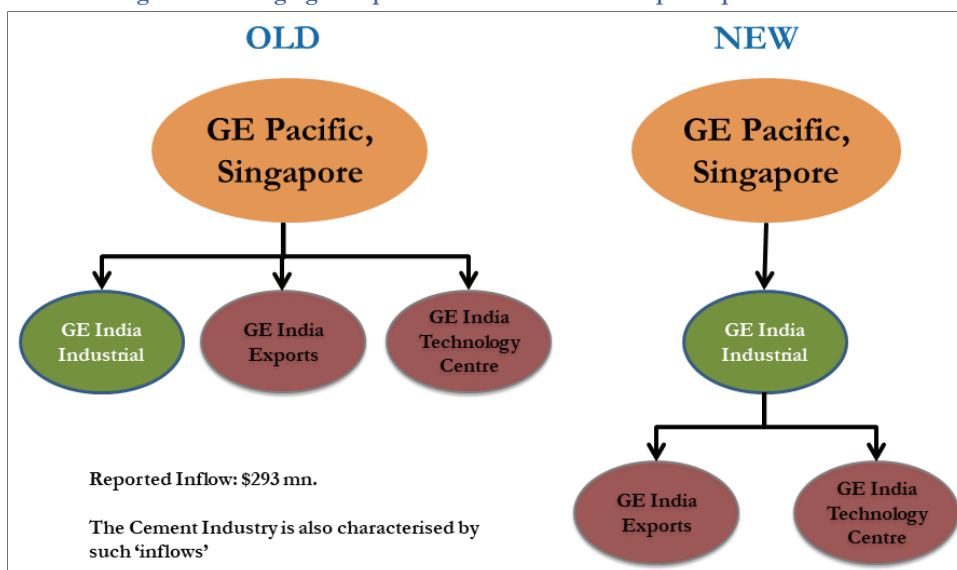 OLD
NEW
GE Pacific,
Singapore
GE Pacific,
Singapore
GE India
Industrial
GE India
Exports
GE India
Technology
Centre
GE India
Industrial
Reported Inflow: $293 mn.
The Cement Industry is also characterised by
such ‘inflows’
GE India
Exports
GE India
Technology
Centre